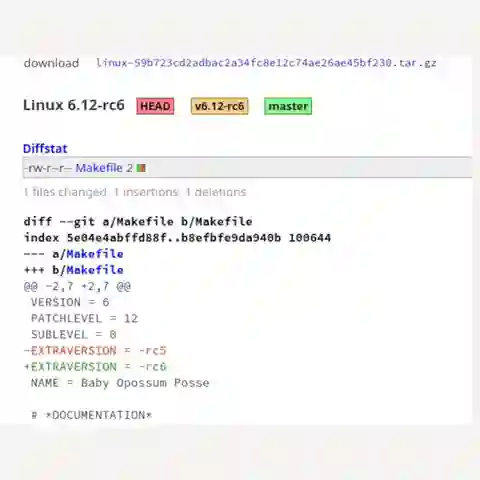 download linux-59b723cd2adbac2a34fc8e12c74ae26ae45bf230.tar.gz
Linux 6.12-rc6 HEAD v6.12-rc6 master
Diffstat
-rw-r--r-- Makefile 2
1 files changed 1 insertions 1 deletions
diff --git a/Makefile b/Makefile
index 5e04e4abffd88f..b8efbfe9da940b 100644
--- a/Makefile
+++ b/Makefile
@@ -2,7 +2,7 @@
VERSION = 6
PATCHLEVEL = 12
SUBLEVEL = 0
-EXTRAVERSION = -rc5
+EXTRAVERSION = -rc6
NAME = Baby Opossum Posse
# *DOCUMENTATION*